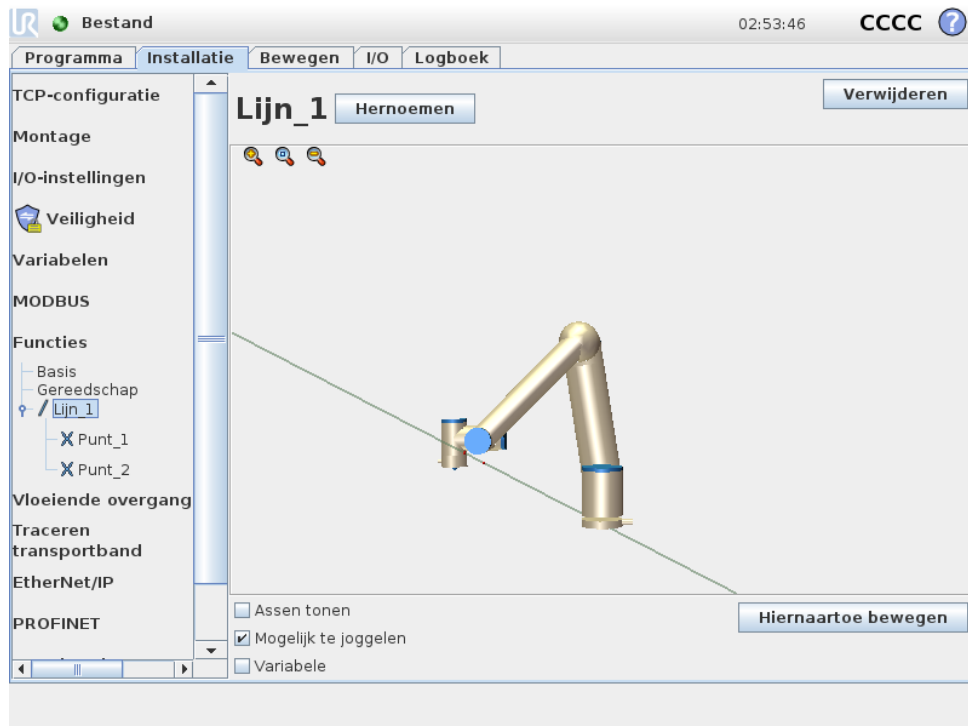 UR Bestand 02:53:46 CCCC ?
Programma Installatie Bewegen I/O Logboek
TCP-configuratie
Montage
I/O-instellingen
Veiligheid
Variabelen
MODBUS
Functies
Basis
Gereedschap
Lijn_1
Punt_1
Punt_2
Vloeiende overgang
Traceren
transportband
EtherNet/IP
PROFINET
Lijn_1 Hernoemen Verwijderen
Assen tonen
Mogelijk te joggelen
Variabele
Hiernaartoe bewegen